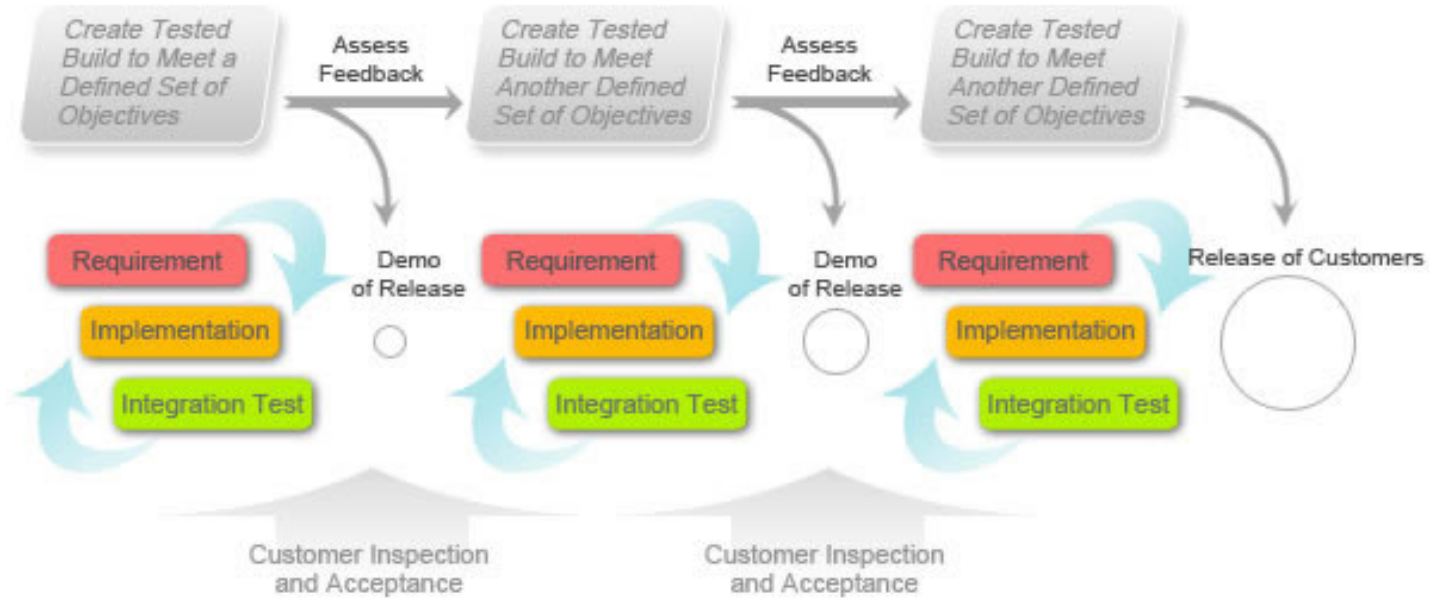 Create Tested
Build to Meet a
Defined Set of
Objectives
Assess
Feedback
Create Tested
Build to Meet
Another Defined
Set of Objectives
Assess
Feedback
Create Tested
Build to Meet
Another Defined
Set of Objectives
Requirement
Implementation
Integration Test
Demo
of Release
Requirement
Implementation
Integration Test
Demo
of Release
Requirement
Implementation
Integration Test
Release of Customers
Customer Inspection
and Acceptance
Customer Inspection
and Acceptance